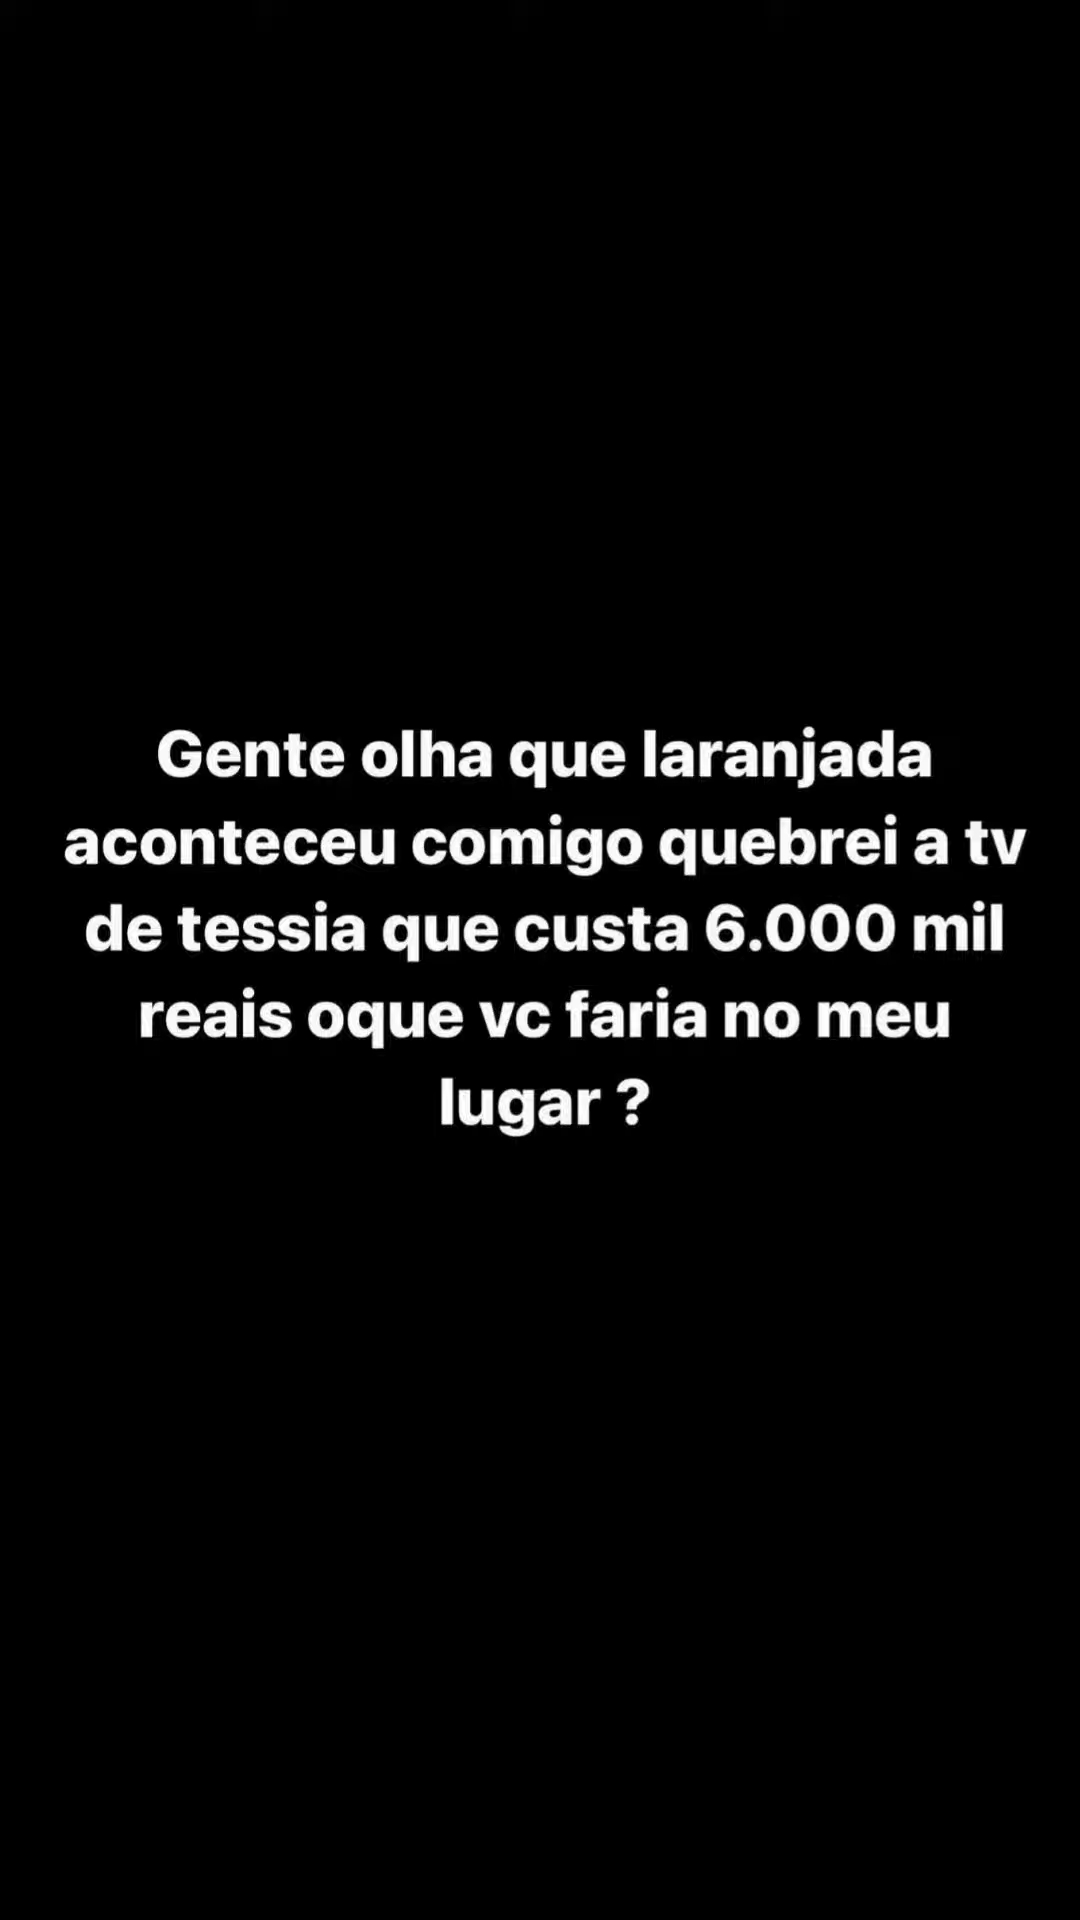 Gente olha que laranjada
aconteceu comigo quebrei a tv
de tessia que custa 6.000 mil
reais oque vc faria no meu
lugar ?